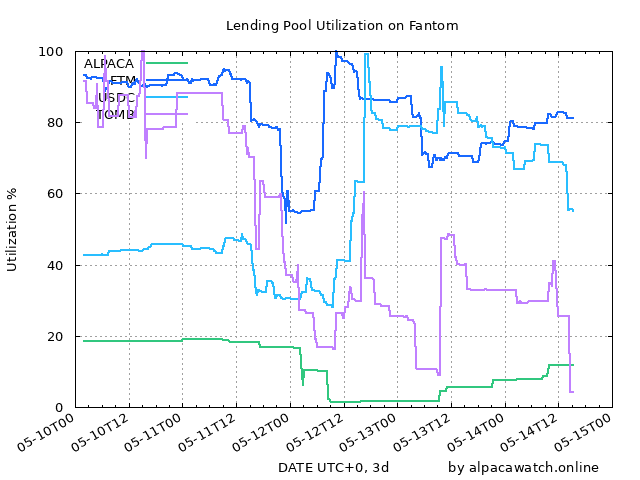 Lending Pool Utilization on Fantom
Utilization %
100
80
60
40
20
0
ALPACA
FTM
USDC
TOMB
05-10T00
05-10T12
05-11T00
05-11T12
05-12T00
05-12T12
05-13T00
05-13T12
05-14T00
05-14T12
05-15T00
DATE UTC+0, 3d
by alpacawatch.online